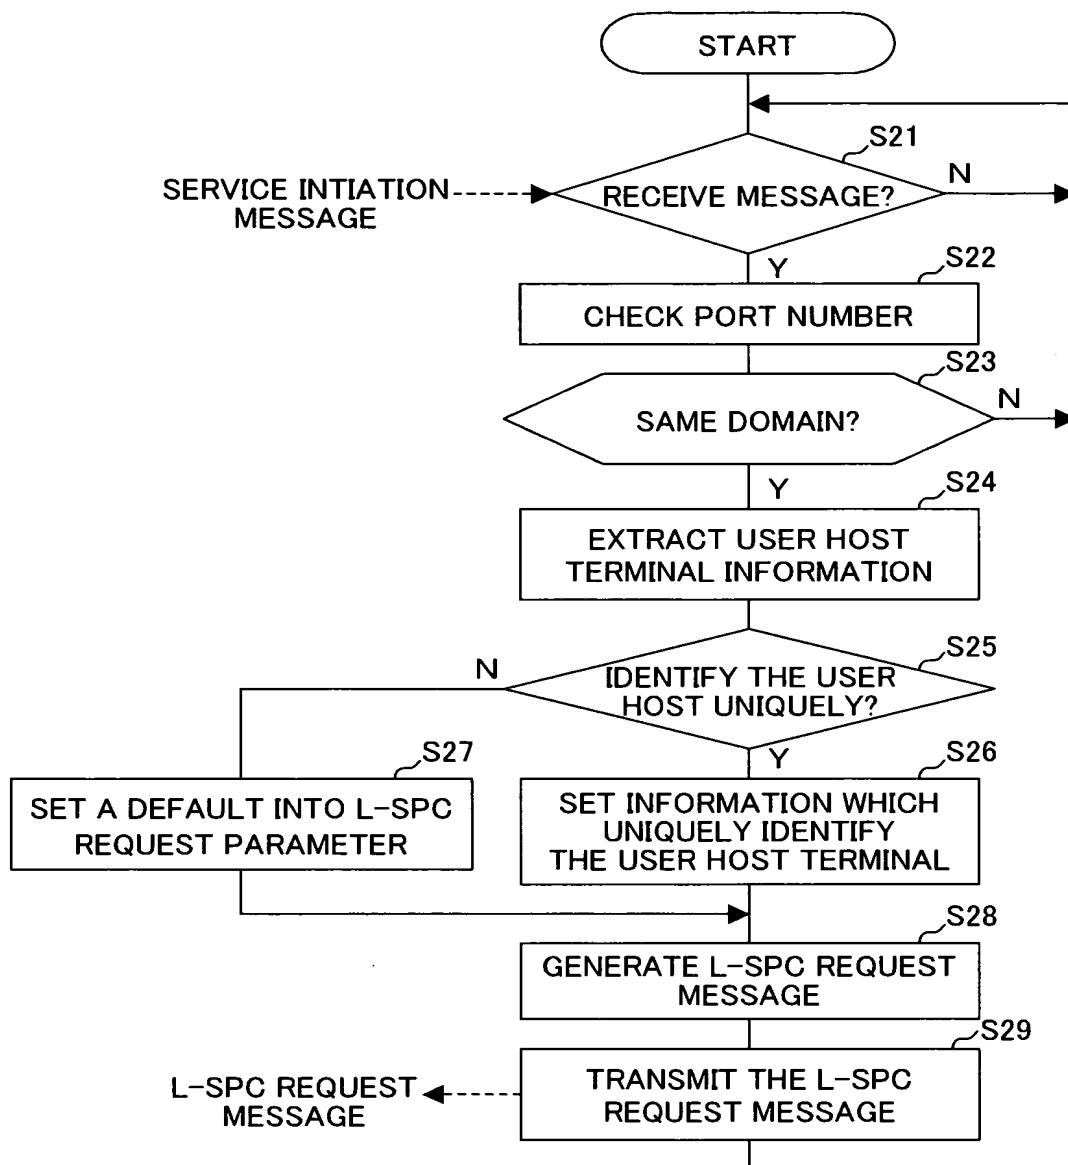 START
S21
SERVICE INTIATION
MESSAGE
RECEIVE MESSAGE?
N
Y
S22
CHECK PORT NUMBER
S23
SAME DOMAIN?
N
Y
S24
EXTRACT USER HOST
TERMINAL INFORMATION
S25
IDENTIFY THE USER
HOST UNIQUELY?
N
Y
S27
SET A DEFAULT INTO L-SPC
REQUEST PARAMETER
S26
SET INFORMATION WHICH
UNIQUELY IDENTIFY
THE USER HOST TERMINAL
S28
GENERATE L-SPC REQUEST
MESSAGE
S29
TRANSMIT THE L-SPC
REQUEST MESSAGE
L-SPC REQUEST
MESSAGE